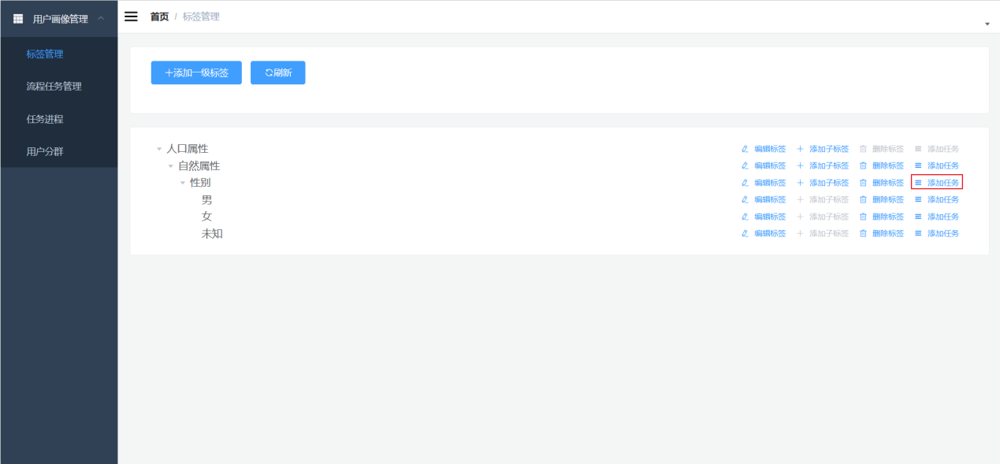 用户画像管理
标签管理
流程任务管理
任务进程
用户分群
首页 / 标签管理
+添加一级标签 刷新
人口属性 编辑标签 添加子标签 删除标签 添加任务
自然属性 编辑标签 添加子标签 删除标签 添加任务
性别 编辑标签 添加子标签 删除标签 添加任务
男 编辑标签 添加子标签 删除标签 添加任务
女 编辑标签 添加子标签 删除标签 添加任务
未知 编辑标签 添加子标签 删除标签 添加任务